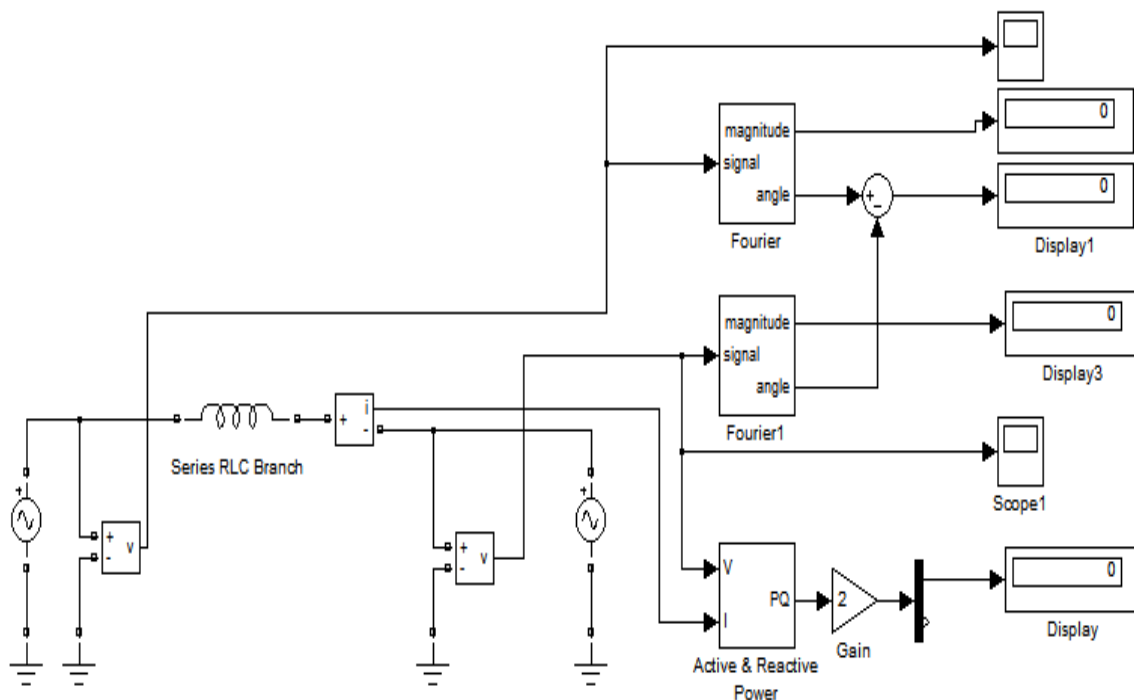 0
magnitude
signal
angle
Fourier
+
-
0
Display1
magnitude
signal
angle
Fourier1
0
Display3
Series RLC Branch
+
i
-
Scope1
+
+
-
v
+
-
v
+
V
I
PQ
Active & Reactive
Power
2
Gain
0
Display